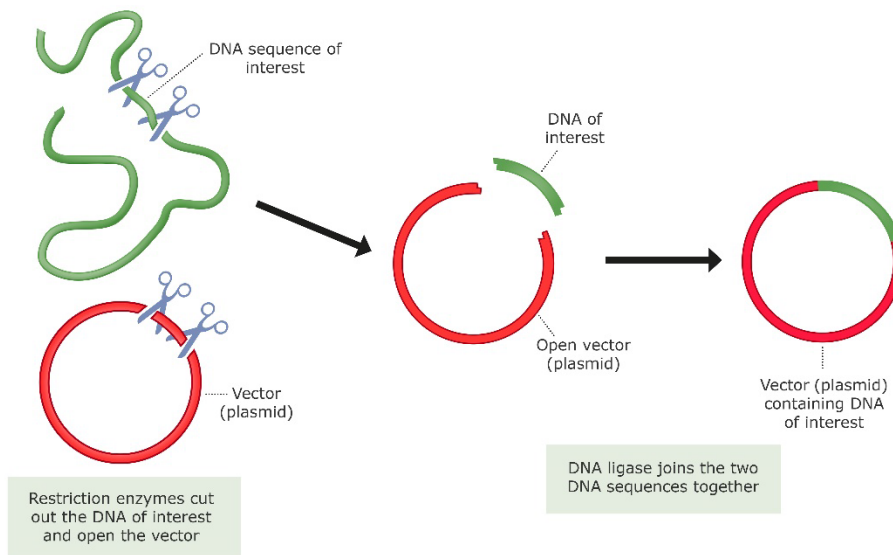 DNA sequence of
interest
Vector
(plasmid)
Restriction enzymes cut
out the DNA of interest
and open the vector
DNA of
interest
Open vector
(plasmid)
Vector (plasmid)
containing DNA
of interest
DNA ligase joins the two
DNA sequences together